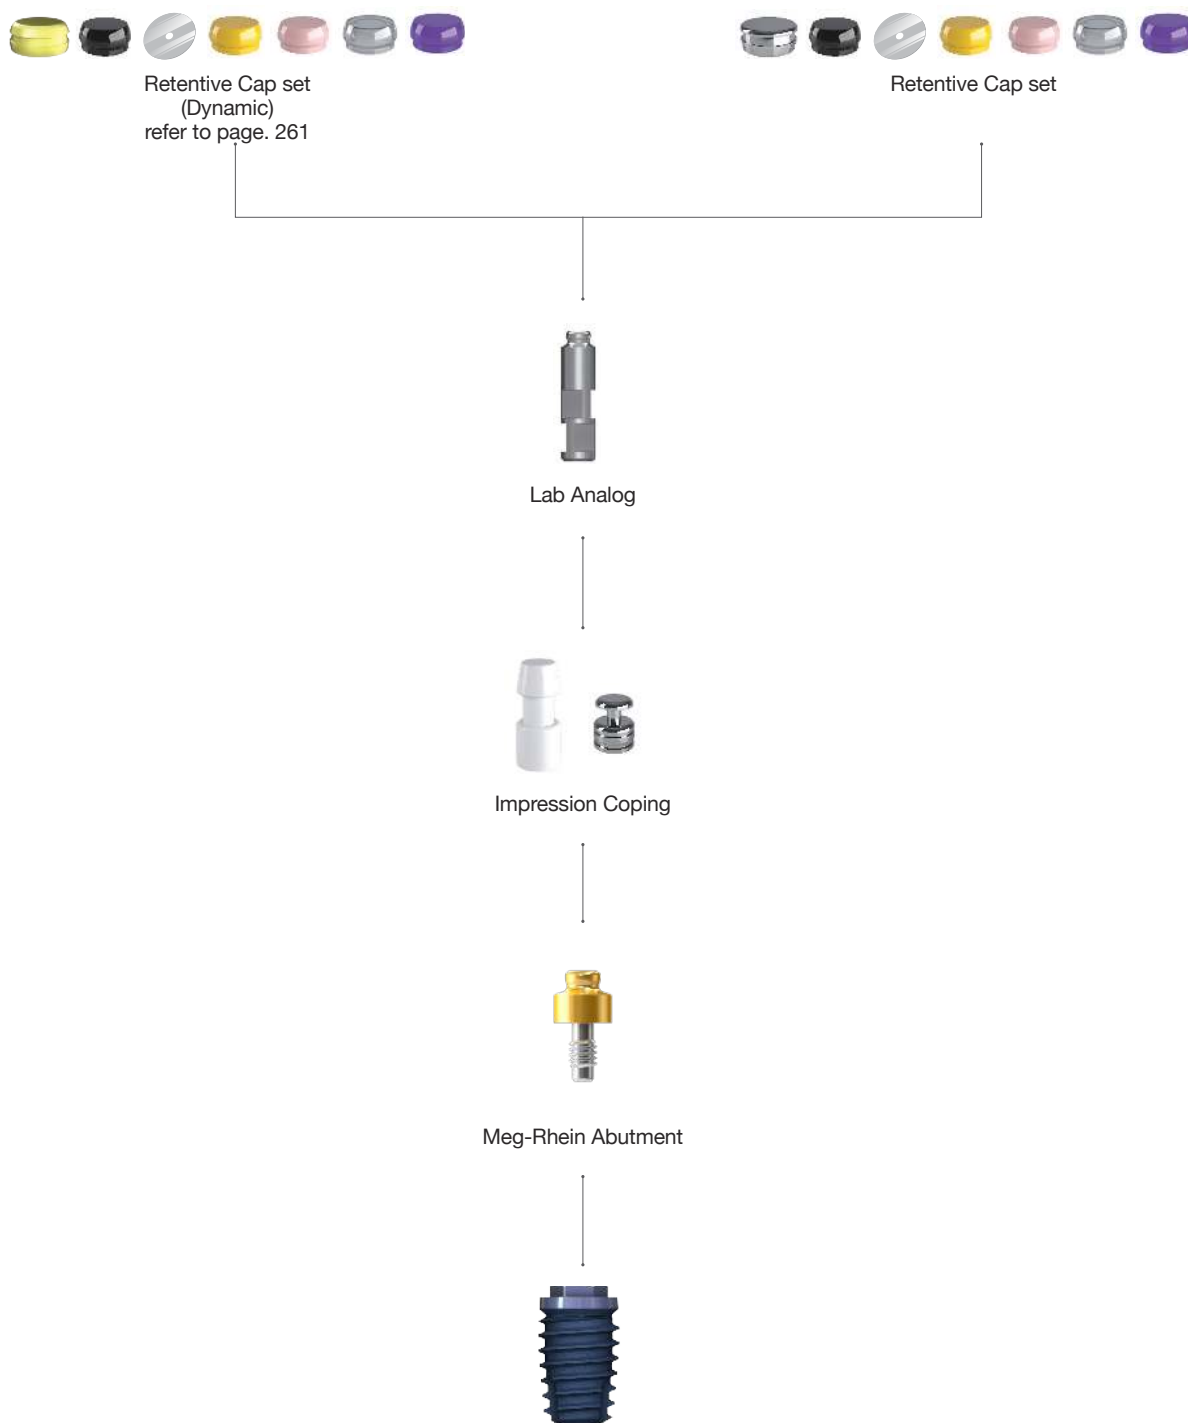 Retentive Cap set
(Dynamic)
refer to page. 261
Retentive Cap set
Lab Analog
Impression Coping
Meg-Rhein Abutment